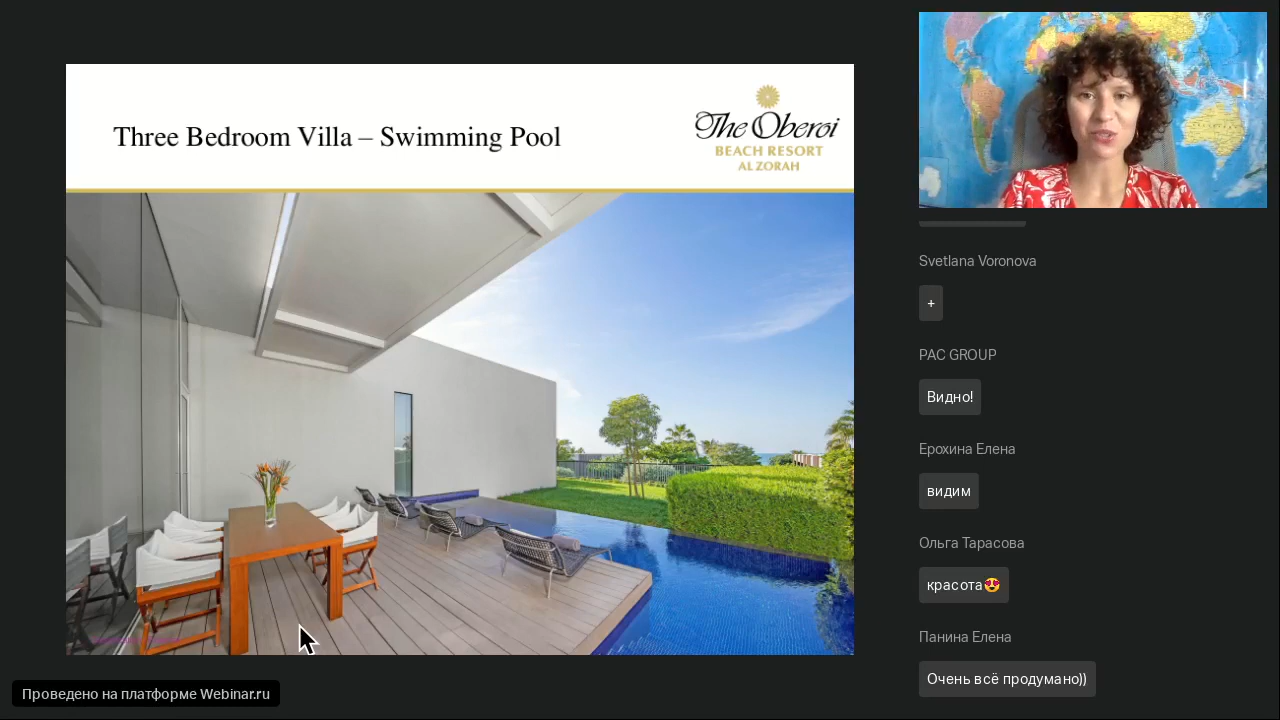 Three Bedroom Villa – Swimming Pool
The Oberoi
BEACH RESORT
AL ZORAH
Svetlana Voronova
+
PAC GROUP
Видно!
Ерохина Елена
видим
Ольга Тарасова
красота😍
Панина Елена
Очень всё продумано))
Проведено на платформе Webinar.ru